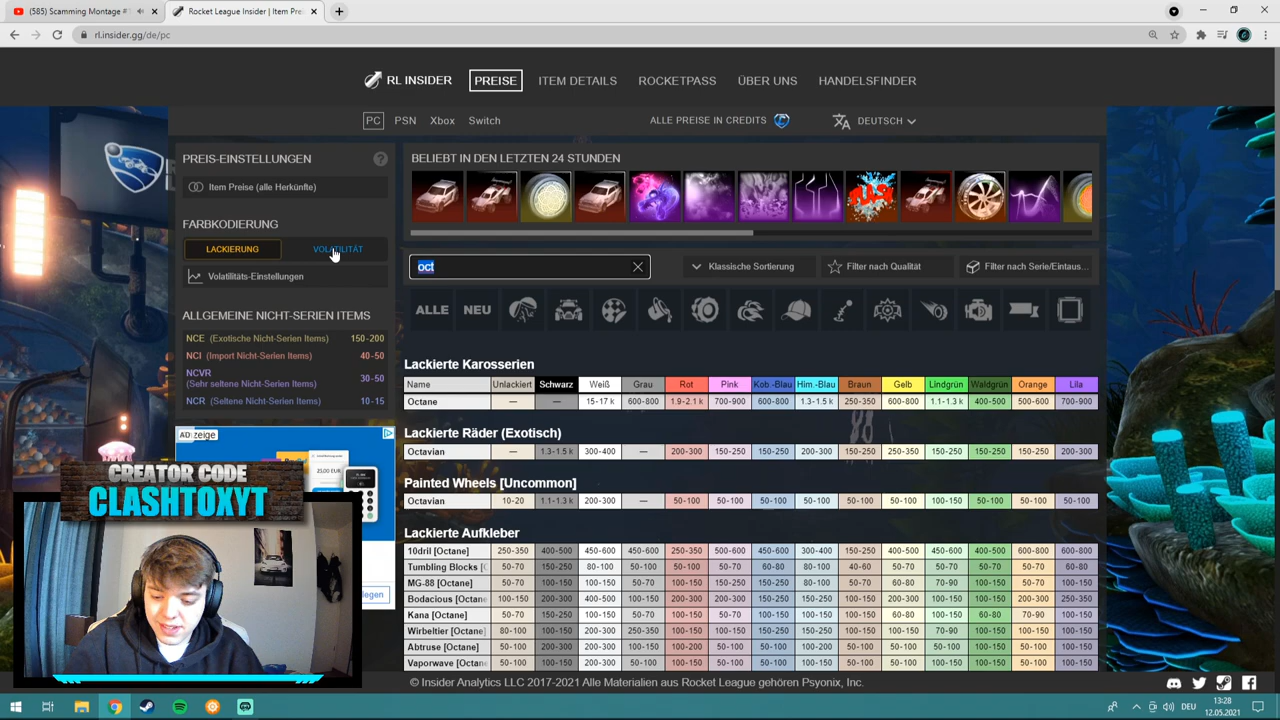 (585) Scamming Montage #
Rocket League Insider | Item Pre
rl.insider.gg/de/pc
RL INSIDER
PREISE
ITEM DETAILS
ROCKETPASS
ÜBER UNS
HANDELSFINDER
PC PSN Xbox Switch
ALLE PREISE IN CREDITS
DEUTSCH
PREIS-EINSTELLUNGEN ?
Item Preise (alle Herkünfte)
FARBKODIERUNG
LACKIERUNG VOLATILITÄT
Volatilitäts-Einstellungen
ALLGEMEINE NICHT-SERIEN ITEMS
NCE (Exotische Nicht-Serien Items) 150-200
NCI (Import Nicht-Serien Items) 40-50
NCVR
(Sehr seltene Nicht-Serien Items) 30-50
NCR (Seltene Nicht-Serien Items) 10-15
BELIEBT IN DEN LETZTEN 24 STUNDEN
oct
Klassische Sortierung
Filter nach Qualität
Filter nach Serie/Eintaus...
ALLE NEU
Lackierte Karosserien
Name Unlackiert Schwarz Weiß Grau Rot Pink Kob.-Blau Him.-Blau Braun Gelb Lindgrün Waldgrün Orange Lila
Octane — — 15-17 k 600-800 1.9-2.1 k 700-900 600-800 1.3-1.5 k 250-350 600-800 1.1-1.3 k 400-500 500-600 700-900
Lackierte Räder (Exotisch)
Octavian — 1.3-1.5 k 300-400 — 200-300 250-350 200-300 200-300 150-200 250-350 200-300 150-200 150-250 200-300
Painted Wheels [Uncommon]
Octavian 10-20 1.1-1.5 k 200-300 — 50-100 50-100 50-100 50-100 50-100 50-100 100-150 50-100 50-100 50-100
Lackierte Aufkleber
10dril [Octane] 250-350 400-500 450-600 450-600 250-350 500-600 450-600 300-400 150-250 400-500 450-600 400-500 600-800 600-800
Tumbling Blocks [O 50-70 150-250 80-100 50-100 50-100 50-70 60-80 80-100 40-60 50-70 50-70 50-70 50-70 60-80
MG-88 [Octane] 50-70 100-150 100-150 50-70 100-150 150-250 150-250 80-100 50-70 60-80 70-90 100-150 100-150 100-150
Bodacious [Octane] 100-150 100-150 200-300 100-150 200-300 200-300 100-150 100-150 100-150 200-300 100-150 100-150 100-150 250-350
Kana [Octane] 50-70 150-250 100-150 50-70 100-150 50-70 100-150 100-150 50-70 60-80 100-150 60-80 70-90 100-150
Wirbeltier [Octane] 80-100 100-150 200-300 250-350 100-150 100-150 150-250 150-250 100-150 100-150 70-90 100-150 100-150 100-150
Abtruse [Octane] 50-100 100-150 200-300 50-100 100-200 50-100 100-150 100-150 50-100 50-100 100-150 50-100 50-100 100-150
Vaporwave [Octane 50-100 100-150 200-300 100-150 100-150 100-150 100-150 100-150 100-150 100-150 100-150 100-150 100-150 100-150
AD zeige
25,00 EUR
legen
CREATOR CODE
CLASHTOXYT
© Insider Analytics LLC 2017-2021 Alle Materialien aus Rocket League gehören Psyonix, Inc.
DEU
13:28
12.05.2021